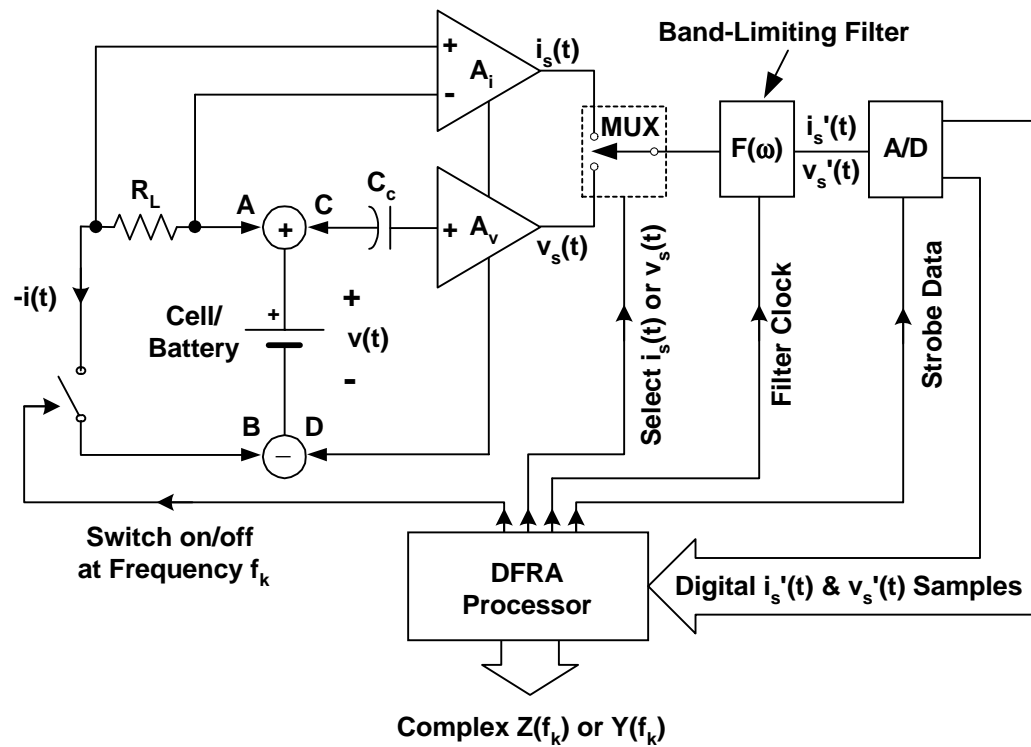 Band-Limiting Filter
i_s(t)
+
A_i
-
MUX
F(ω)
i_s'(t)
v_s'(t)
A/D
R_L
A
C
C_c
+
+
A_v
v_s(t)
-i(t)
Cell/
Battery
+
+
v(t)
-
B
D
–
Select i_s(t) or v_s(t)
Filter Clock
Strobe Data
Switch on/off
at Frequency f_k
DFRA
Processor
Digital i_s'(t) & v_s'(t) Samples
Complex Z(f_k) or Y(f_k)